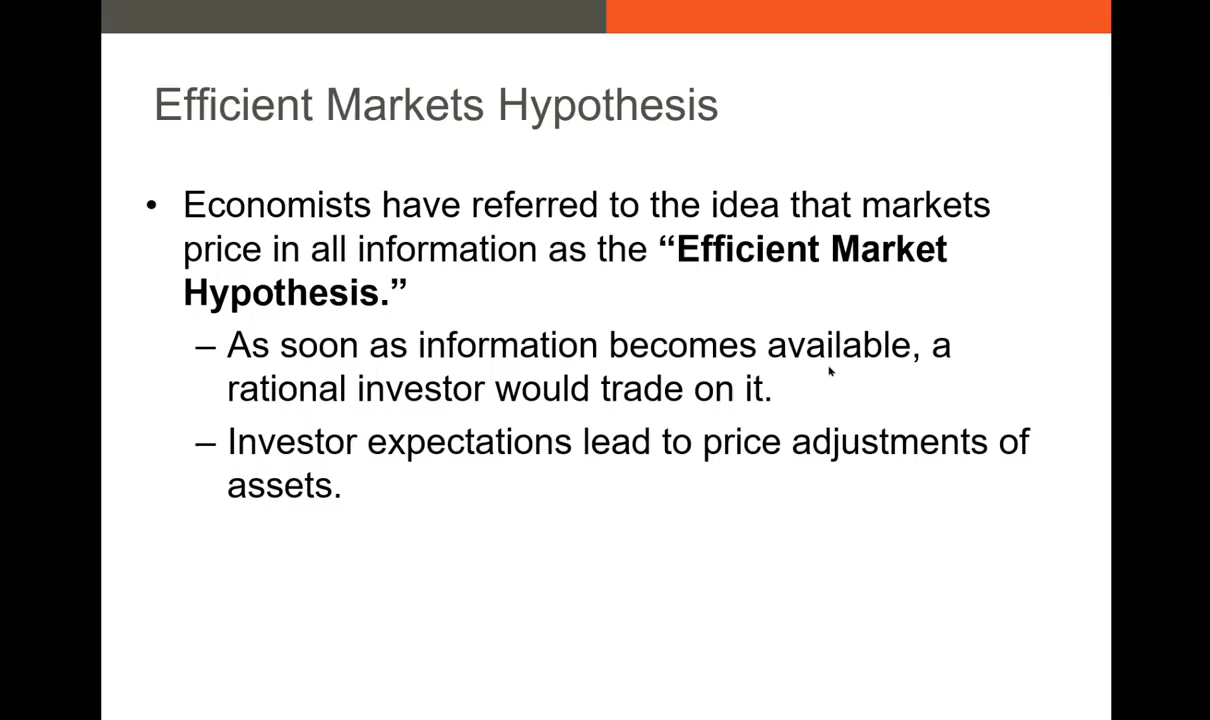 Efficient Markets Hypothesis
• Economists have referred to the idea that markets
price in all information as the “Efficient Market
Hypothesis.”
– As soon as information becomes available, a
rational investor would trade on it.
– Investor expectations lead to price adjustments of
assets.